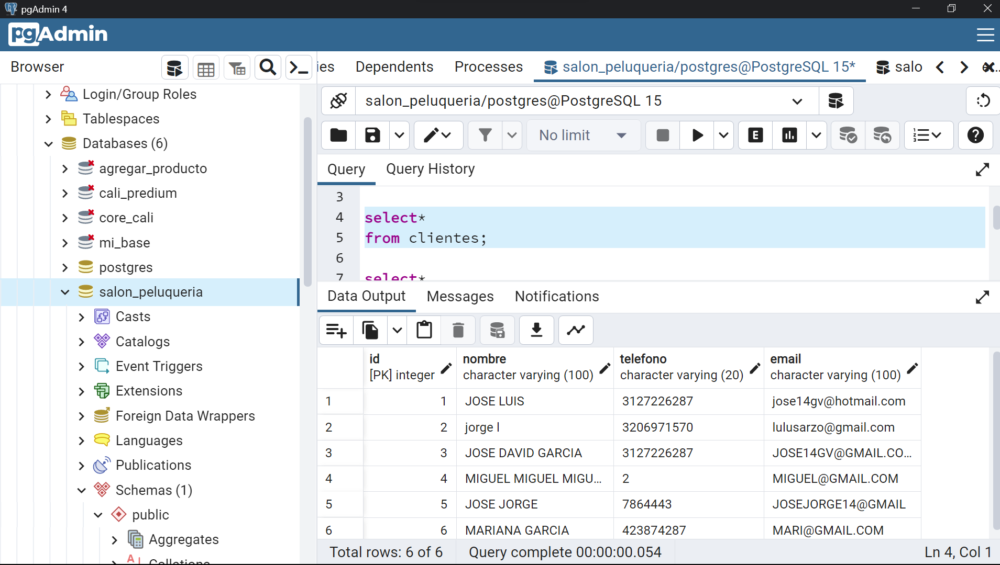 pgAdmin 4
pgAdmin
Browser
ies
Dependents
Processes
salon_peluqueria/postgres@PostgreSQL 15*
salo
Login/Group Roles
Tablespaces
Databases (6)
agregar_producto
cali_predium
core_cali
mi_base
postgres
salon_peluqueria
Casts
Catalogs
Event Triggers
Extensions
Foreign Data Wrappers
Languages
Publications
Schemas (1)
public
Aggregates
Collations
salon_peluqueria/postgres@PostgreSQL 15
No limit
E
Query
Query History
3
4 select*
5 from clientes;
6
7 select*
Data Output
Messages
Notifications
id
[PK] integer
nombre
character varying (100)
telefono
character varying (20)
email
character varying (100)
1 1 JOSE LUIS 3127226287 jose14gv@hotmail.com
2 2 jorge l 3206971570 lulusarzo@gmail.com
3 3 JOSE DAVID GARCIA 3127226287 JOSE14GV@GMAIL.CO...
4 4 MIGUEL MIGUEL MIGU... 2 MIGUEL@GMAIL.COM
5 5 JOSE JORGE 7864443 JOSEJORGE14@GMAIL
6 6 MARIANA GARCIA 423874287 MARI@GMAIL.COM
Total rows: 6 of 6
Query complete 00:00:00.054
Ln 4, Col 1